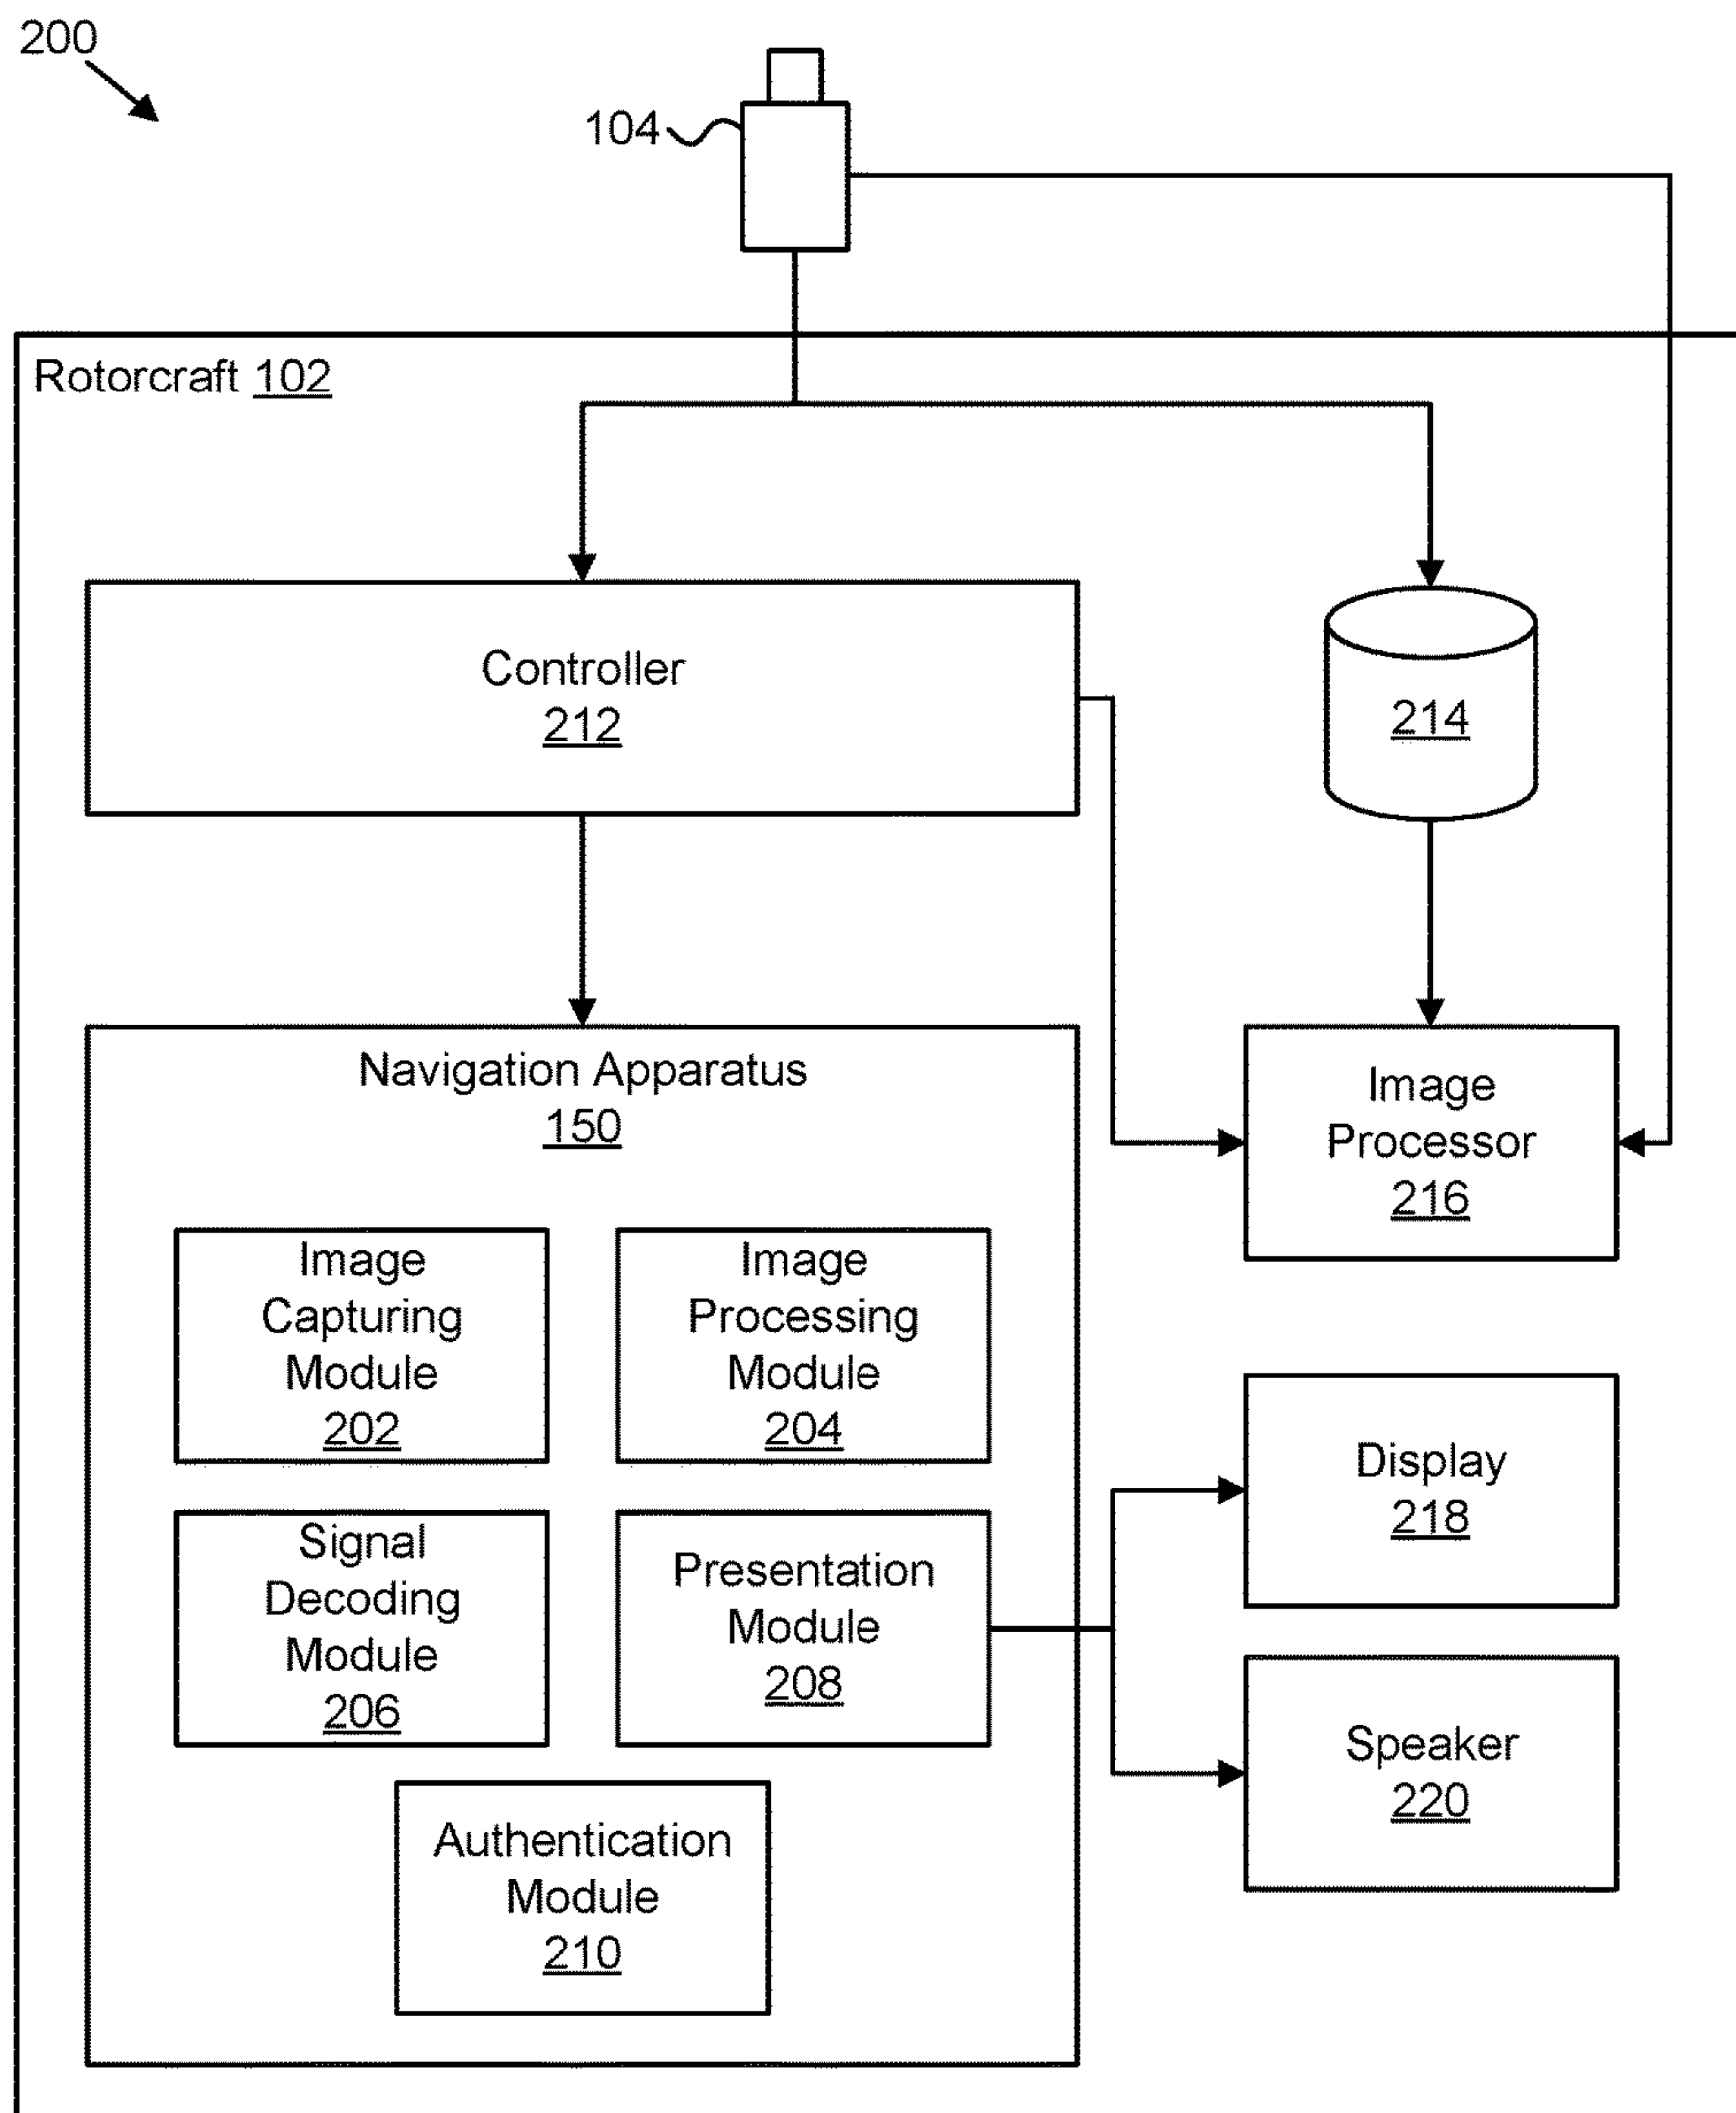 200
104
Rotorcraft 102
Controller
212
214
Navigation Apparatus
150
Image
Processor
216
Image
Capturing
Module
202
Image
Processing
Module
204
Signal
Decoding
Module
206
Presentation
Module
208
Display
218
Speaker
220
Authentication
Module
210